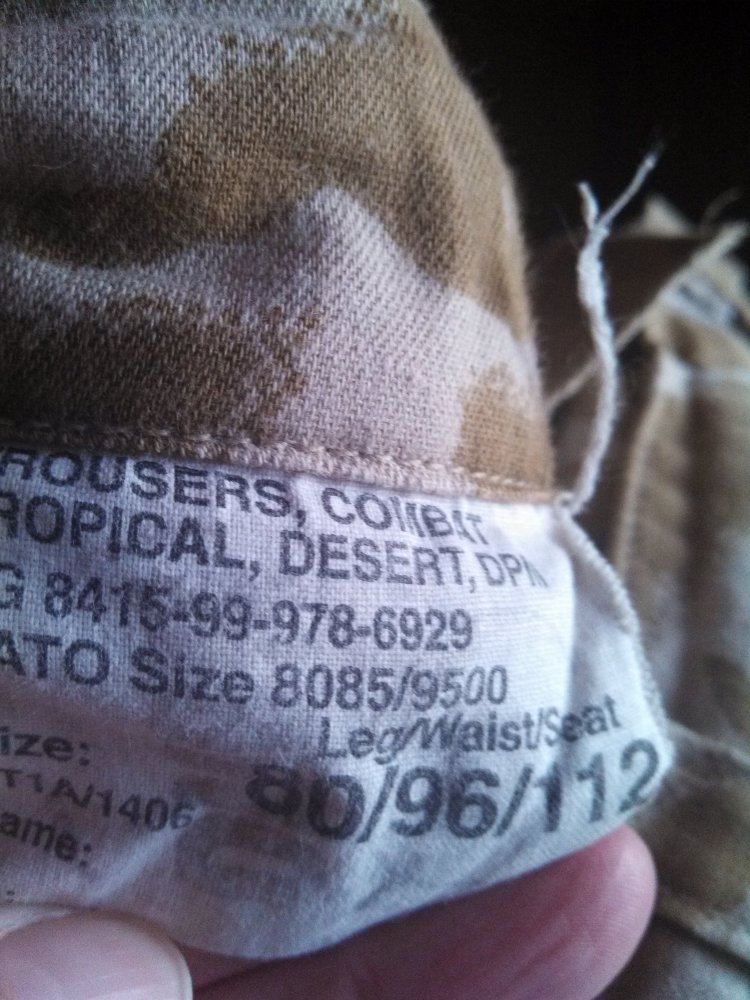 ROUSERS, COMBAT
ROPICAL, DESERT, DPM
G 8415-99-978-6929
ATO Size 8085/9500
Leg/Waist/Seat
ize: 80/96/112
T1A/1406
ame: